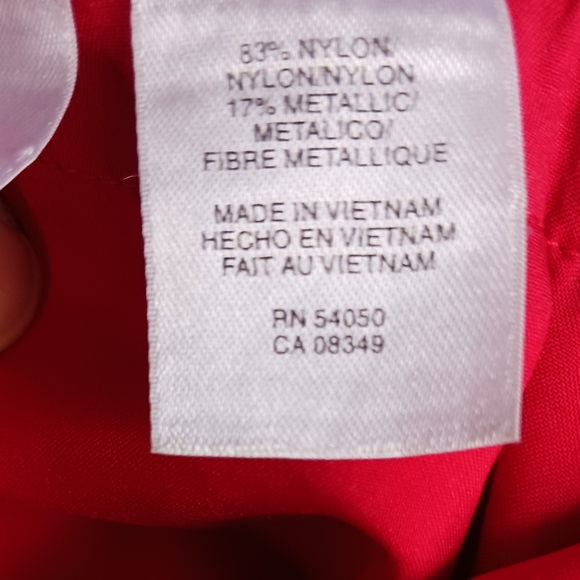 83% NYLON/
NYLON/NYLON
17% METALLIC/
METALICO/
FIBRE METALLIQUE
MADE IN VIETNAM
HECHO EN VIETNAM
FAIT AU VIETNAM
RN 54050
CA 08349